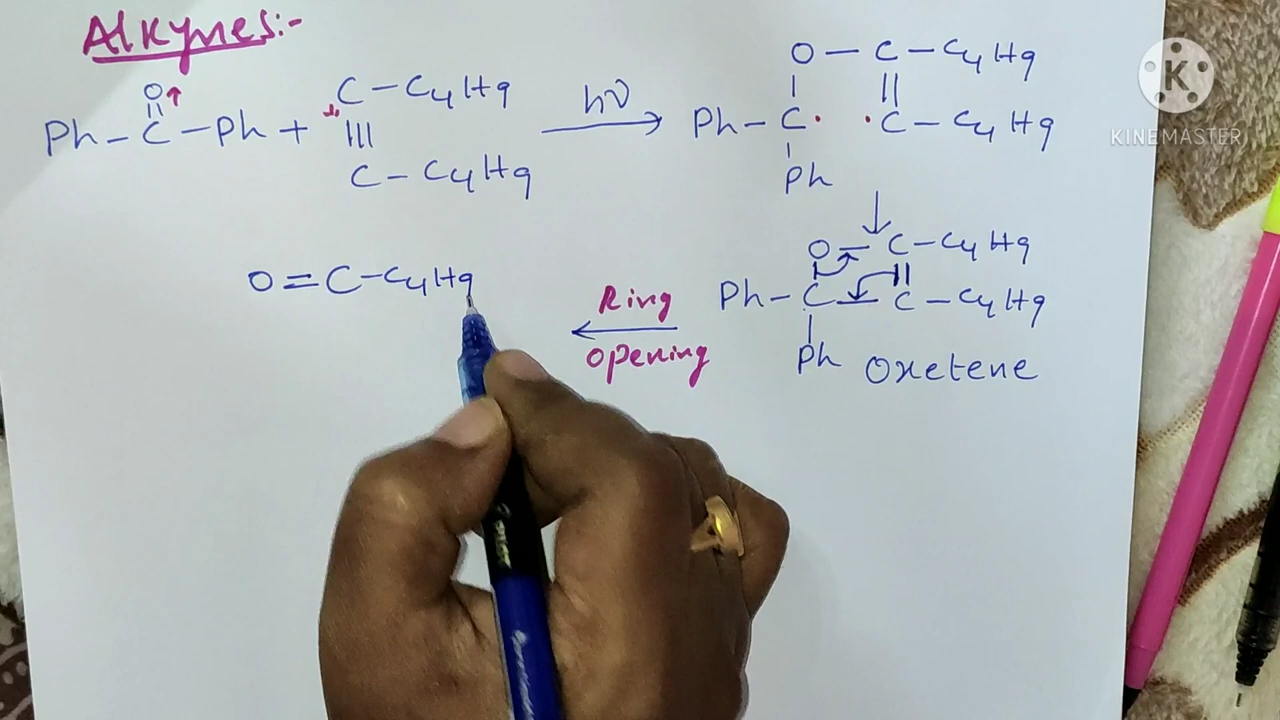 Alkynes:-
O
Ph-C-Ph + C-C4H9
|||
C-C4H9
hν
O-C-C4H9
||
Ph-C· ·C-C4H9
Ph
O-C-C4H9
||
Ph-C-C-C4H9
Ph Oxetene
Ring
opening
O=C-C4H9
K
KINEMASTER